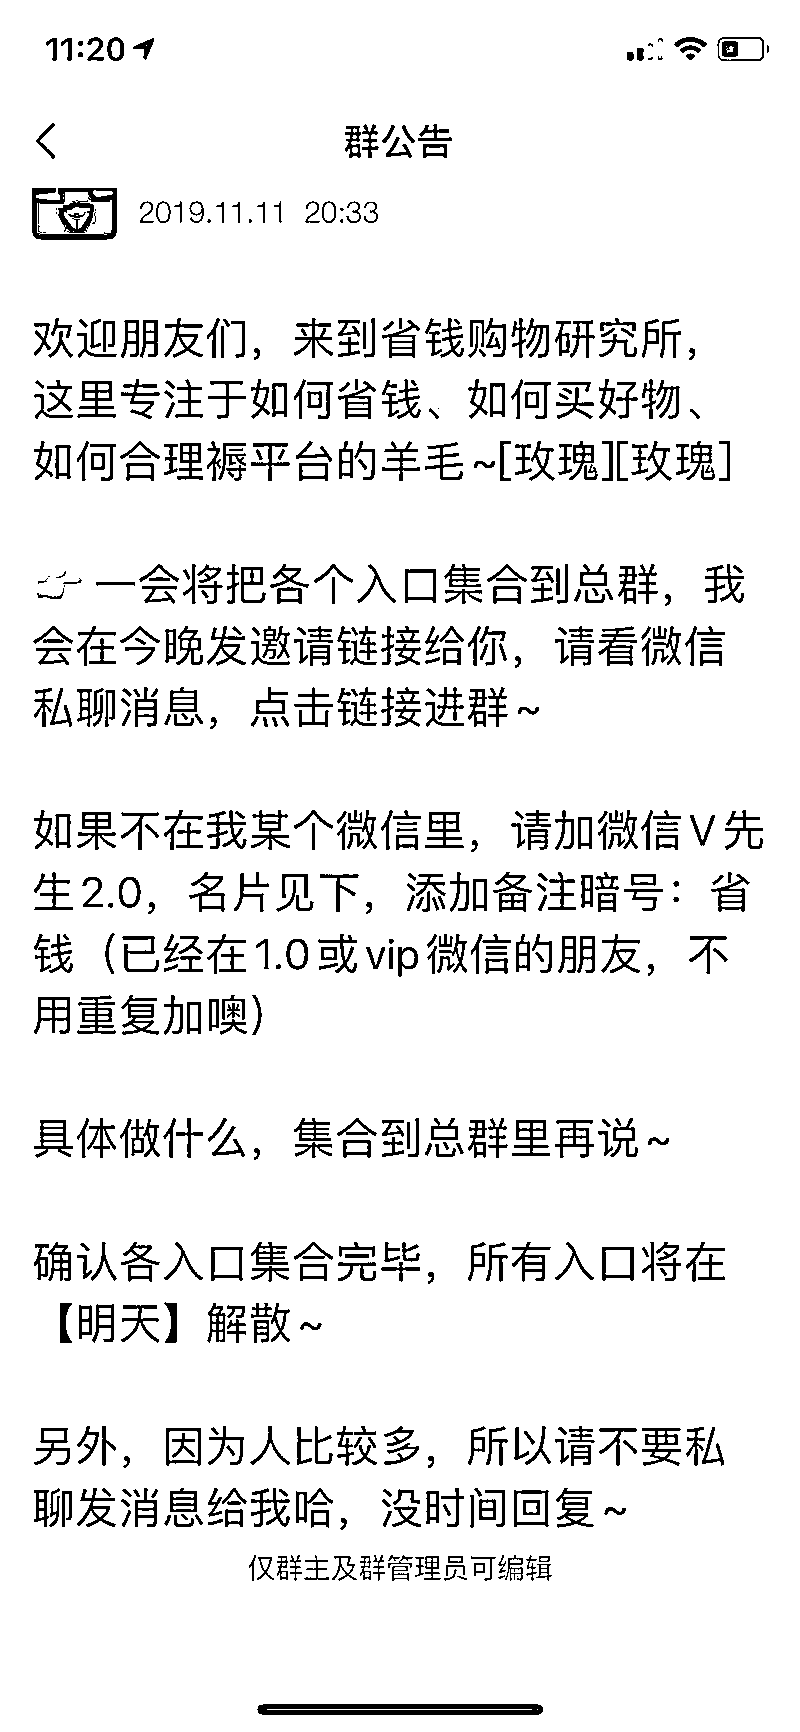 11:20
群公告
2019.11.11 20:33
欢迎朋友们，来到省钱购物研究所，
这里专注于如何省钱、如何买好物、
如何合理褥平台的羊毛~[玫瑰][玫瑰]
👉一会将把各个入口集合到总群，我
会在今晚发邀请链接给你，请看微信
私聊消息，点击链接进群~
如果不在我某个微信里，请加微信V先
生2.0，名片见下，添加备注暗号：省
钱（已经在1.0或vip微信的朋友，不
用重复加噢）
具体做什么，集合到总群里再说~
确认各入口集合完毕，所有入口将在
【明天】解散~
另外，因为人比较多，所以请不要私
聊发消息给我哈，没时间回复~
仅群主及群管理员可编辑